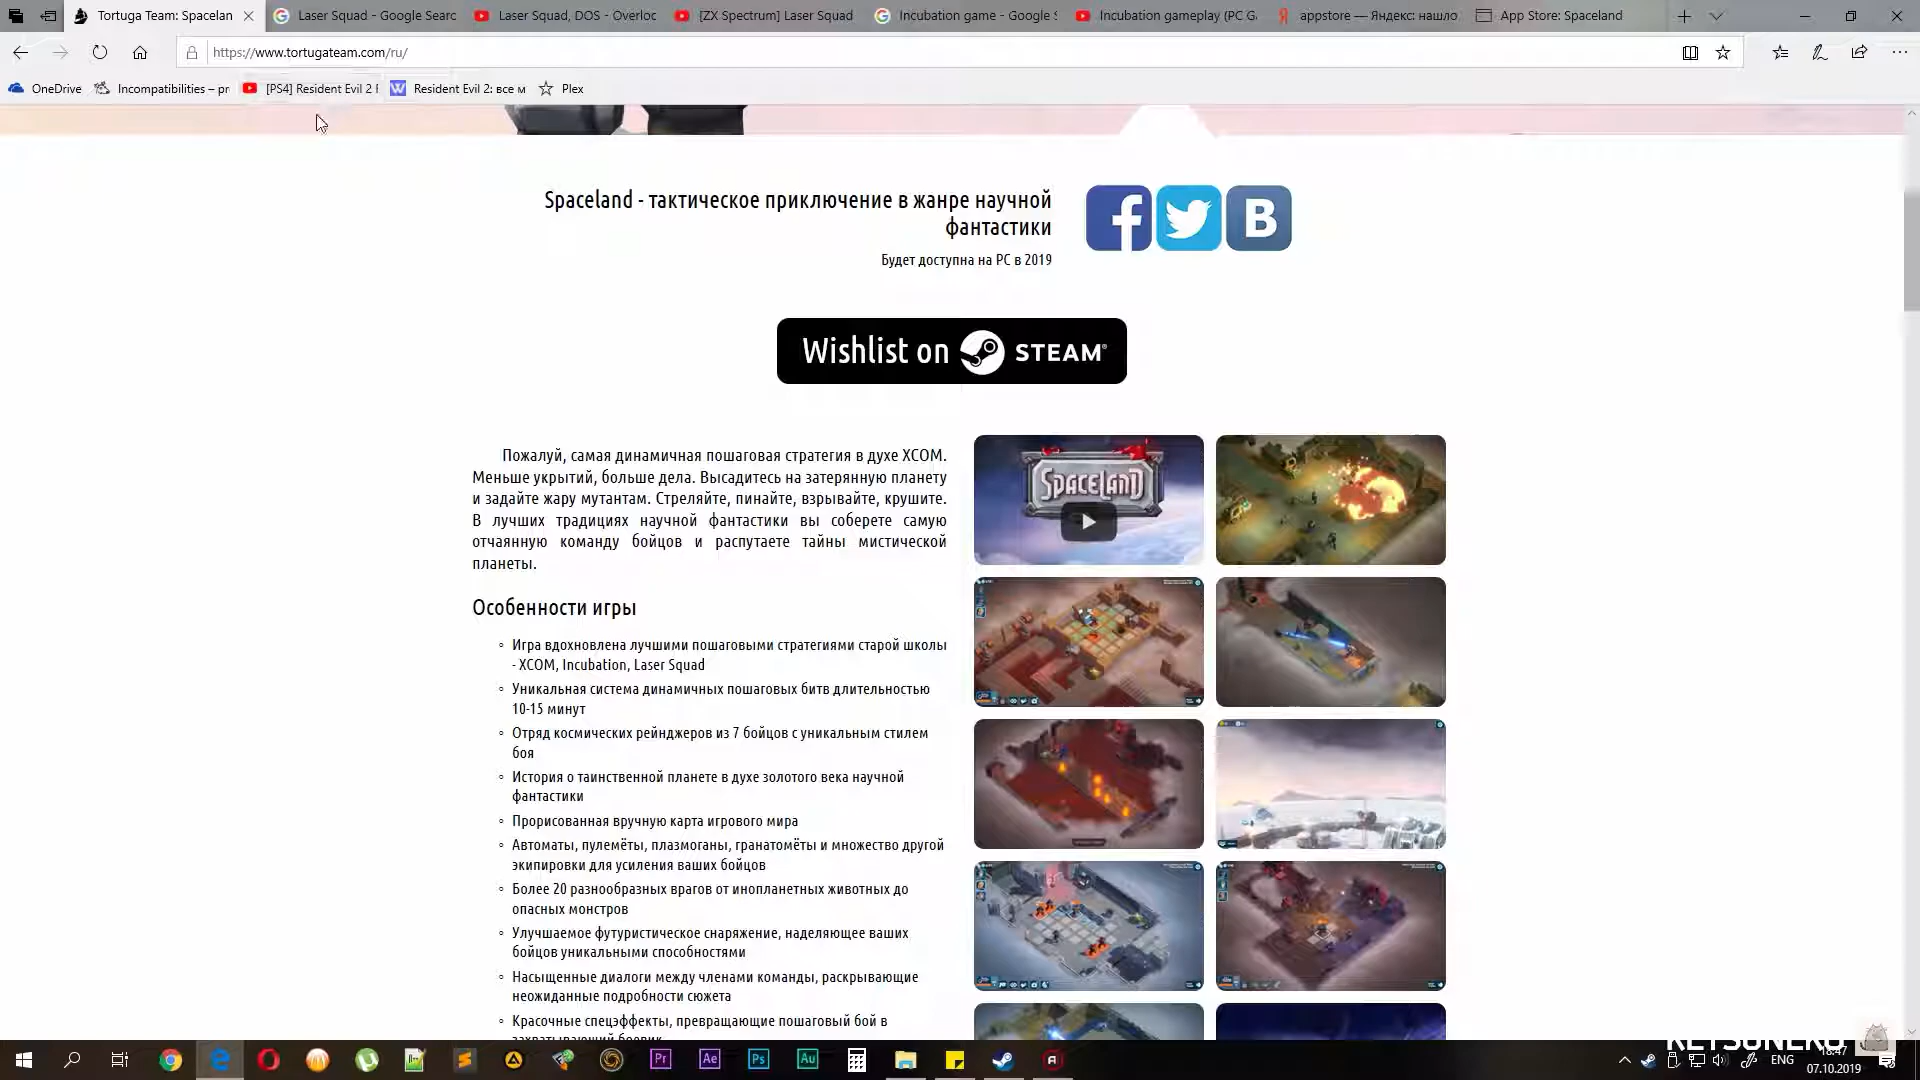 Tortuga Team: Spacelan
Laser Squad - Google Searc
Laser Squad, DOS - Overloc
[ZX Spectrum] Laser Squad
Incubation game - Google S
Incubation gameplay (PC G
appstore — Яндекс: нашло
App Store: Spaceland
https://www.tortugateam.com/ru/
OneDrive
Incompatibilities – pr
[PS4] Resident Evil 2 F
Resident Evil 2: все м
Plex
Spaceland - тактическое приключение в жанре научной
фантастики
Будет доступна на PC в 2019
Wishlist on STEAM®
Пожалуй, самая динамичная пошаговая стратегия в духе XCOM.
Меньше укрытий, больше дела. Высадитесь на затерянную планету
и задайте жару мутантам. Стреляйте, пинайте, взрывайте, крушите.
В лучших традициях научной фантастики вы соберете самую
отчаянную команду бойцов и распутаете тайны мистической
планеты.
SPACELAND
Особенности игры
Игра вдохновлена лучшими пошаговыми стратегиями старой школы
- XCOM, Incubation, Laser Squad
Уникальная система динамичных пошаговых битв длительностью
10-15 минут
Отряд космических рейнджеров из 7 бойцов с уникальным стилем
боя
История о таинственной планете в духе золотого века научной
фантастики
Прорисованная вручную карта игрового мира
Автоматы, пулемёты, плазмоганы, гранатомёты и множество другой
экипировки для усиления ваших бойцов
Более 20 разнообразных врагов от инопланетных животных до
опасных монстров
Улучшаемое футуристическое снаряжение, наделяющее ваших
бойцов уникальными способностями
Насыщенные диалоги между членами команды, раскрывающие
неожиданные подробности сюжета
Красочные спецэффекты, превращающие пошаговый бой в
захватывающий боевик
Pr
Ae
Ps
Au
KETSUNEKO
ENG
18:47
07.10.2019